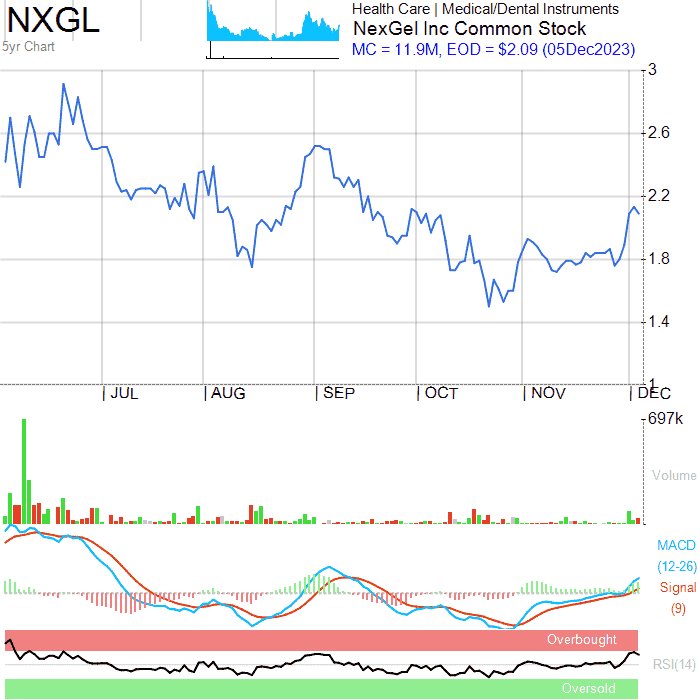 NXGL
5yr Chart
Health Care | Medical/Dental Instruments
NexGel Inc Common Stock
MC = 11.9M, EOD = $2.09 (05Dec2023)
3
2.6
2.2
1.8
1.4
1
| JUL | AUG | SEP | OCT | NOV | DEC
697k
Volume
MACD
(12-26)
Signal
(9)
Overbought
RSI(14)
Oversold